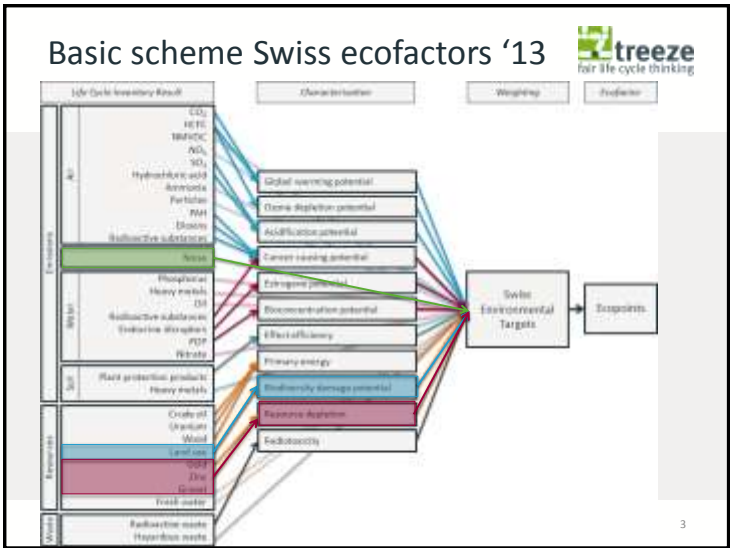 Basic scheme Swiss ecofactors ‘13
treeze
fair life cycle thinking
Life Cycle Inventory Result
Characterisation
Weighting
Ecofactor
Emissions
Air
CO₂
HCFC
NMVOC
NOₓ
SO₂
Hydrochloric acid
Ammonia
Particles
PAH
Dioxins
Radioactive substances
Noise
Water
Phosphorus
Heavy metals
Oil
Radioactive substances
Endocrine disruptors
POP
Nitrate
Soil
Plant protection products
Heavy metals
Resources
Crude oil
Uranium
Wood
Land use
Gold
Zinc
Gravel
Fresh water
Waste
Radioactive waste
Hazardous waste
Global warming potential
Ozone depletion potential
Acidification potential
Cancer causing potential
Estrogenic potential
Bioconcentration potential
Effect efficiency
Primary energy
Biodiversity damage potential
Resource depletion
Radiotoxicity
Swiss
Environmental
Targets
Ecopoints
3